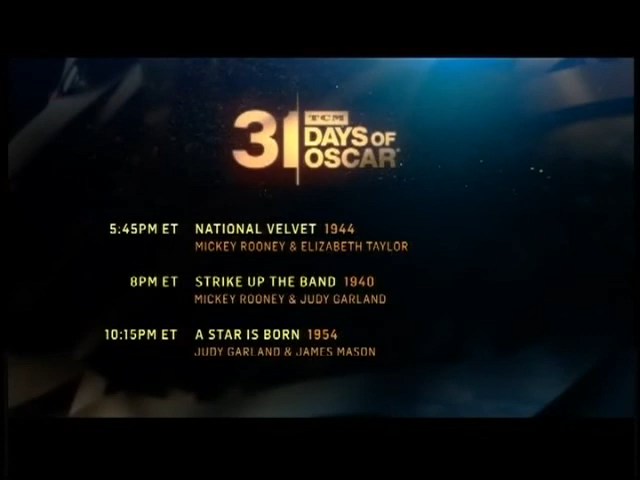 31 TCM
DAYS OF
OSCAR®
5:45PM ET NATIONAL VELVET 1944
MICKEY ROONEY & ELIZABETH TAYLOR
8PM ET STRIKE UP THE BAND 1940
MICKEY ROONEY & JUDY GARLAND
10:15PM ET A STAR IS BORN 1954
JUDY GARLAND & JAMES MASON